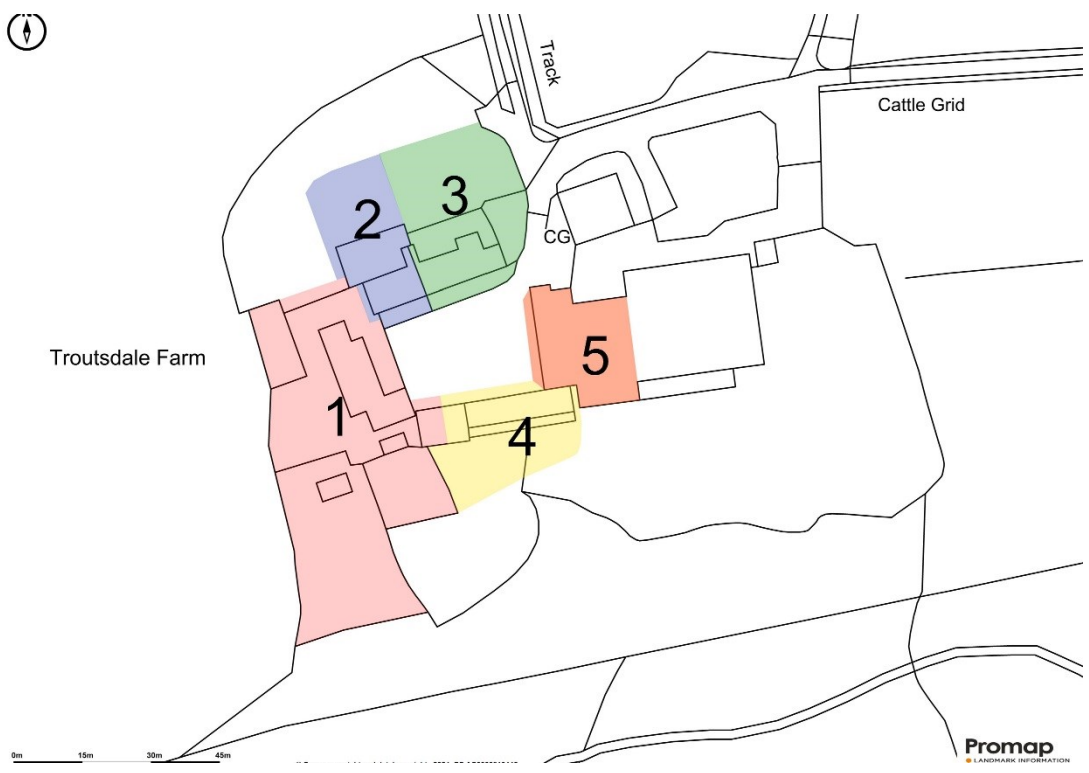 N
Track
Cattle Grid
3
2
CG
5
Troutsdale Farm
1
4
0m 15m 30m 45m
Promap
LANDMARK INFORMATION